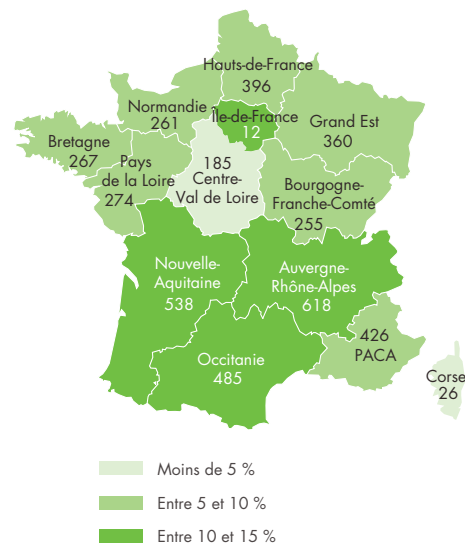 Hauts-de-France
396
Normandie
261
Ile-de-France
12
Grand Est
360
Bretagne
267
Pays
de la Loire
274
185
Centre-
Val de Loire
Bourgogne-
Franche-Comté
255
Nouvelle-
Aquitaine
538
Auvergne-
Rhône-Alpes
618
Occitanie
485
426
PACA
Corse
26
Moins de 5 %
Entre 5 et 10 %
Entre 10 et 15 %